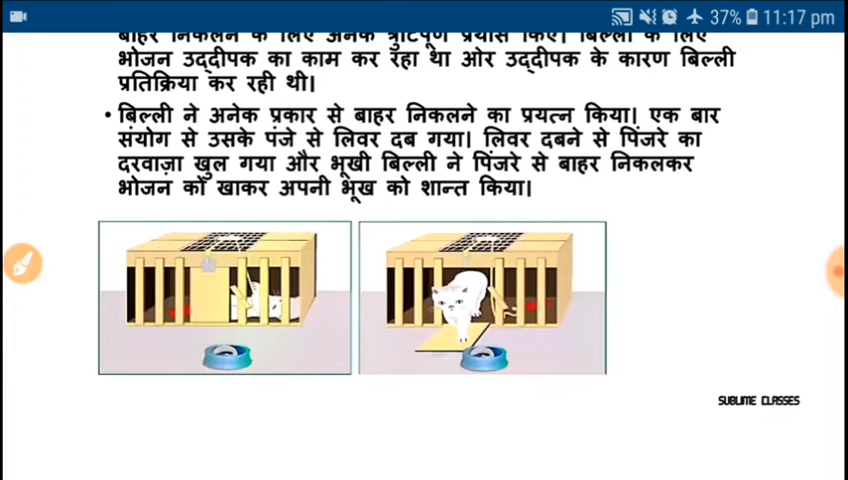 37% 11:17 pm
बाहर निकलने के लिए अनेक त्रुटिपूर्ण प्रयास किए। बिल्ली के लिए
भोजन उद्दीपक का काम कर रहा था ओर उद्दीपक के कारण बिल्ली
प्रतिक्रिया कर रही थी।
• बिल्ली ने अनेक प्रकार से बाहर निकलने का प्रयत्न किया। एक बार
संयोग से उसके पंजे से लिवर दब गया। लिवर दबने से पिंजरे का
दरवाज़ा खुल गया और भूखी बिल्ली ने पिंजरे से बाहर निकलकर
भोजन को खाकर अपनी भूख को शान्त किया।
SUBLIME CLASSES